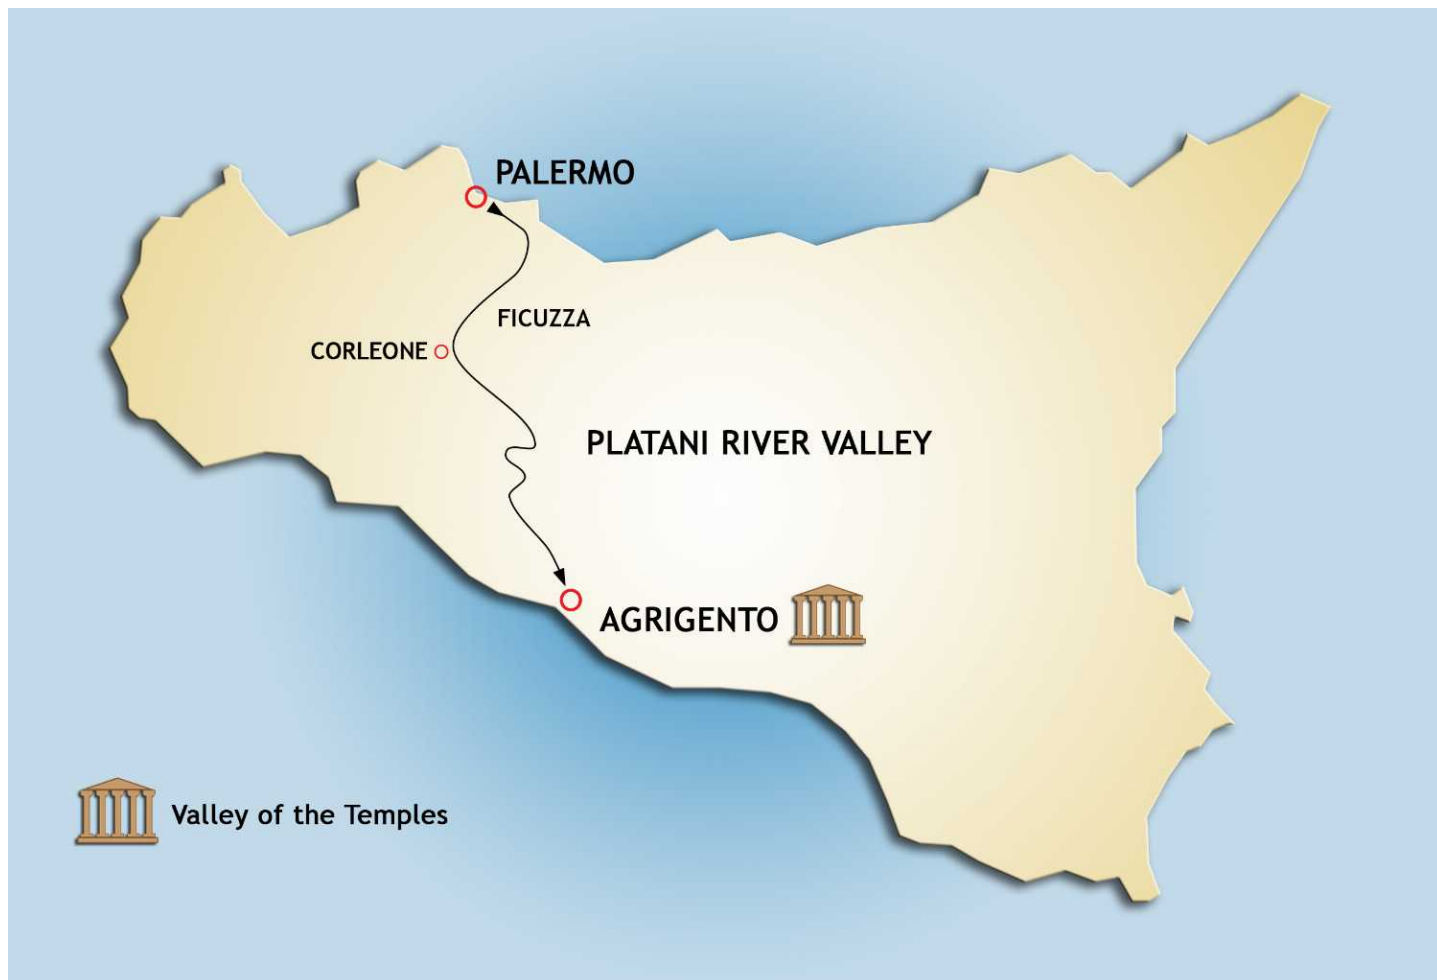 PALERMO
FICUZZA
CORLEONE
PLATANI RIVER VALLEY
AGRIGENTO
Valley of the Temples